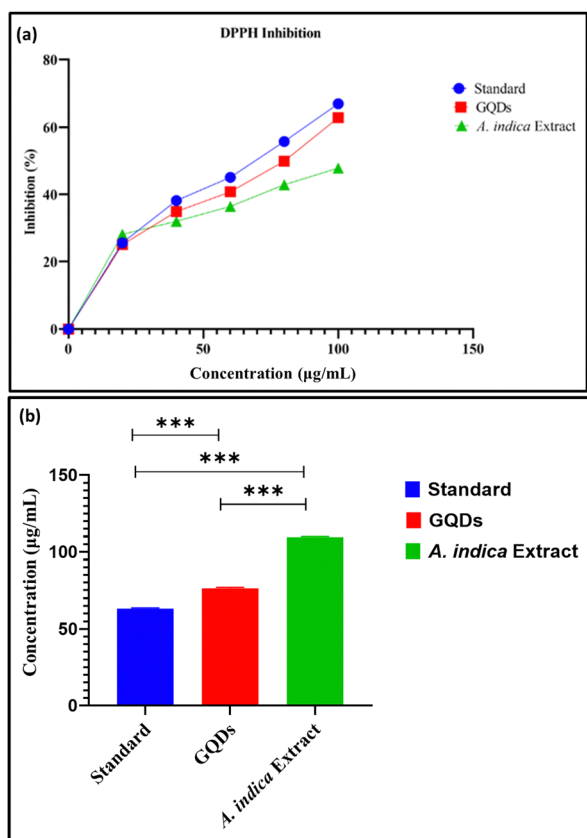 (a)
DPPH Inhibition
80
60
40
20
0
Inhibition (%)
0
50
100
150
Concentration (µg/mL)
Standard
GQDs
A. indica Extract
(b)
***
***
***
150
100
50
0
Concentration (µg/mL)
Standard
GQDs
A. indica Extract
Standard
GQDs
A. indica Extract